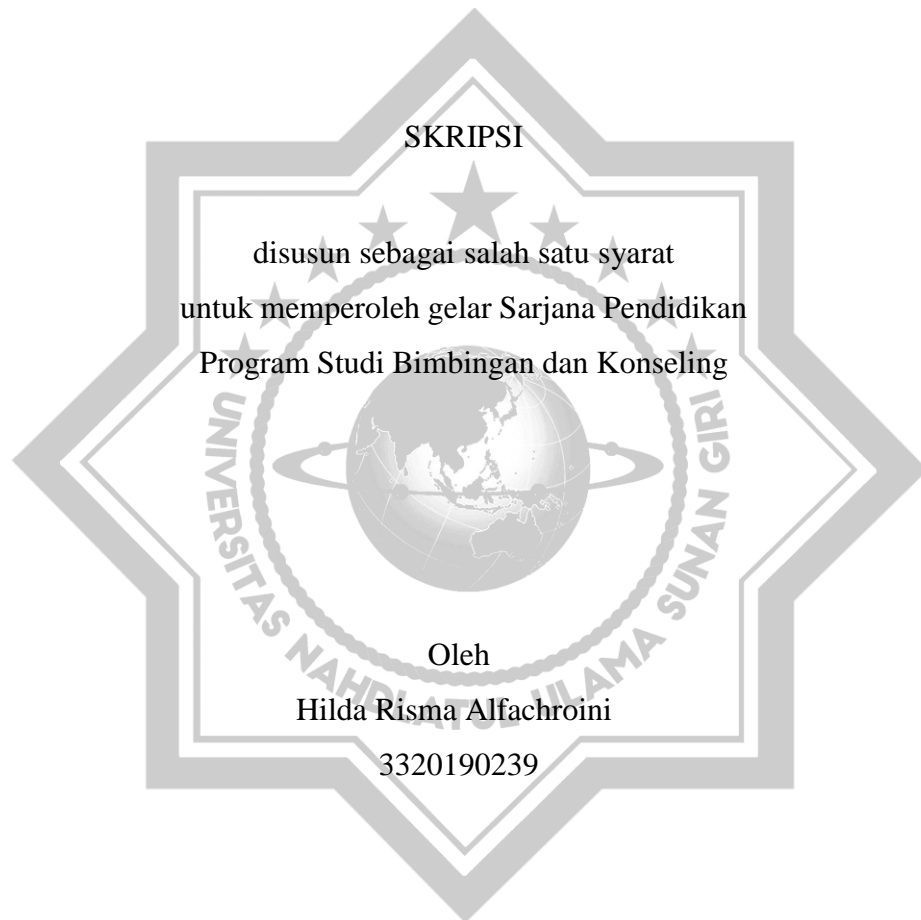 SKRIPSI
disusun sebagai salah satu syarat
untuk memperoleh gelar Sarjana Pendidikan
Program Studi Bimbingan dan Konseling
Oleh
Hilda Risma Alfachroini
3320190239
UNIVERSITAS NAHDLATUL ULAMA SUNAN GIRI